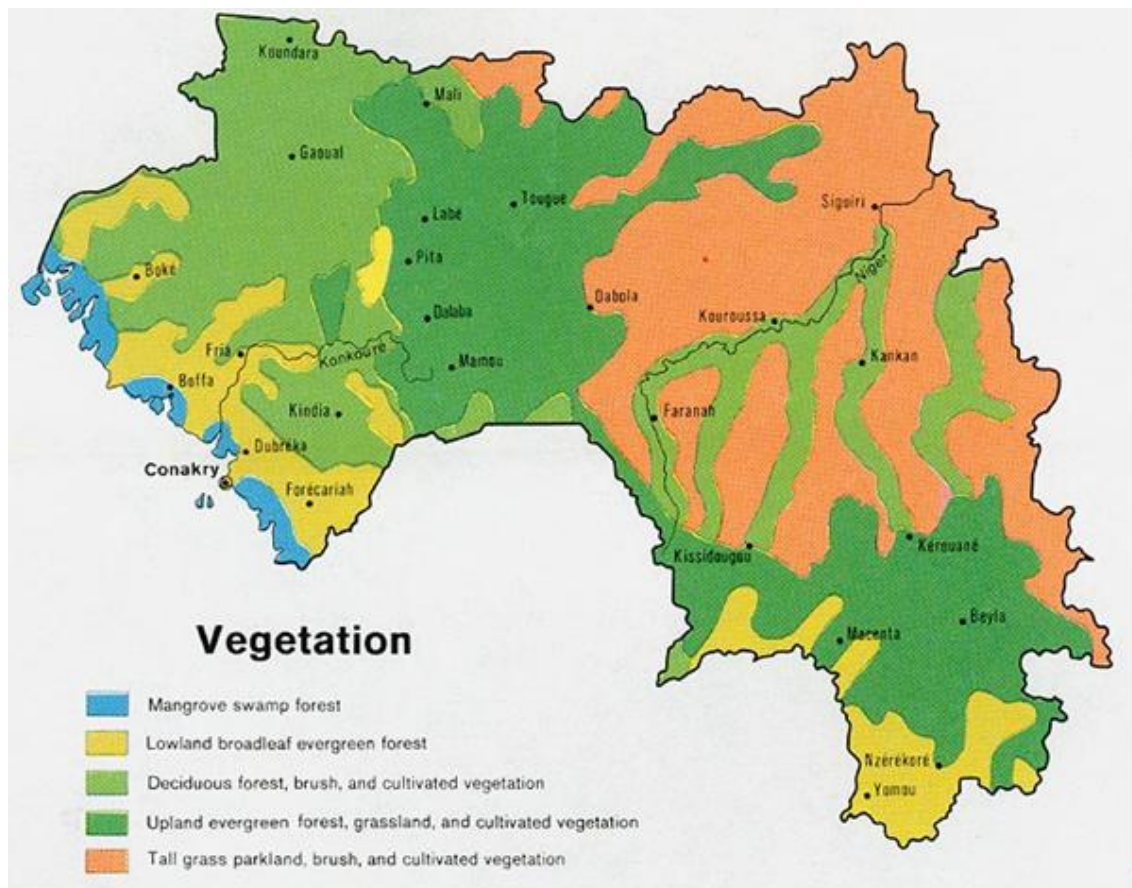 Koundara
Mali
Gaoual
Labé
Tougue
Siguiri
Pita
Boké
Niger
Dabola
Dalaba
Kouroussa
Fria
Konkouré
Mamou
Kankan
Boffa
Kindia
Faranah
Dubréka
Conakry
Forécariah
Kissidougou
Kérouané
Beyla
Macenta
Vegetation
Mangrove swamp forest
Lowland broadleaf evergreen forest
Nzérékoré
Deciduous forest, brush, and cultivated vegetation
Yomou
Upland evergreen forest, grassland, and cultivated vegetation
Tall grass parkland, brush, and cultivated vegetation